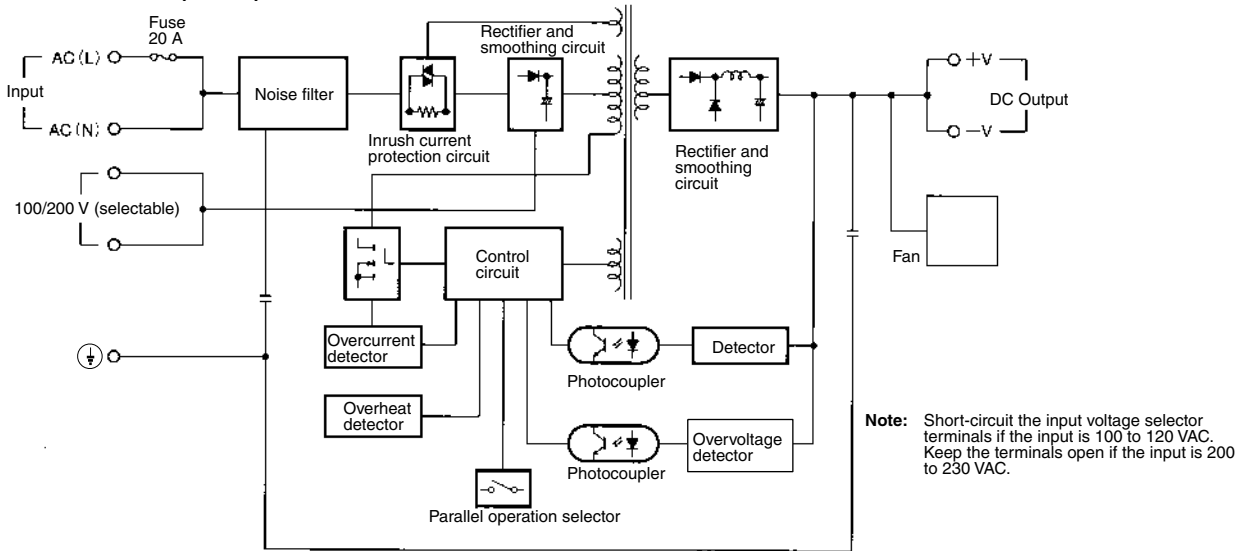 Fuse
20 A
AC (L)
Input
AC (N)
Noise filter
Inrush current
protection circuit
Rectifier and
smoothing circuit
Rectifier and
smoothing
circuit
+V
DC Output
−V
100/200 V (selectable)
Control
circuit
Fan
Overcurrent
detector
Photocoupler
Detector
Overheat
detector
Photocoupler
Overvoltage
detector
Parallel operation selector
Note: Short-circuit the input voltage selector
terminals if the input is 100 to 120 VAC.
Keep the terminals open if the input is 200
to 230 VAC.